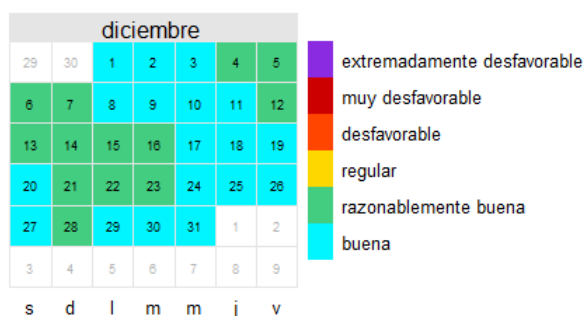 diciembre
29 30 1 2 3 4 5
6 7 8 9 10 11 12
13 14 15 16 17 18 19
20 21 22 23 24 25 26
27 28 29 30 31 1 2
3 4 5 6 7 8 9
s d l m m j v
extremadamente desfavorable
muy desfavorable
desfavorable
regular
razonablemente buena
buena